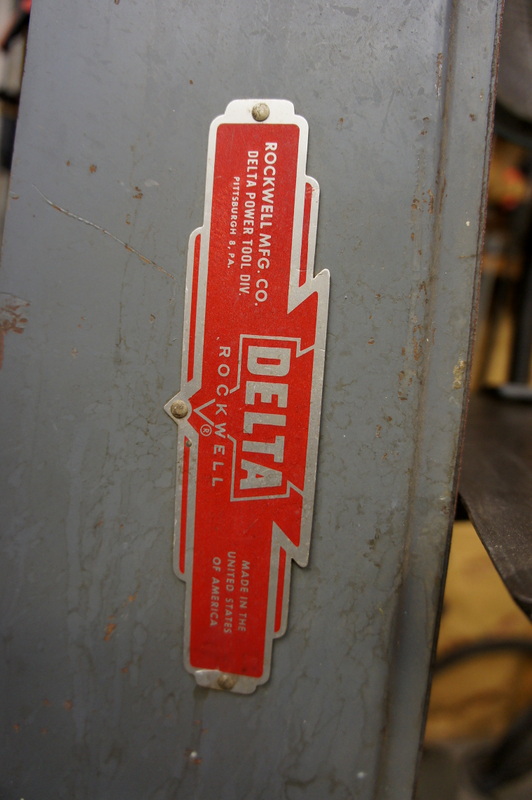 ROCKWELL MFG. CO.
DELTA POWER TOOL DIV.
PITTSBURGH 8, PA.
DELTA
ROCKWELL
®
MADE IN THE
UNITED STATES
OF AMERICA